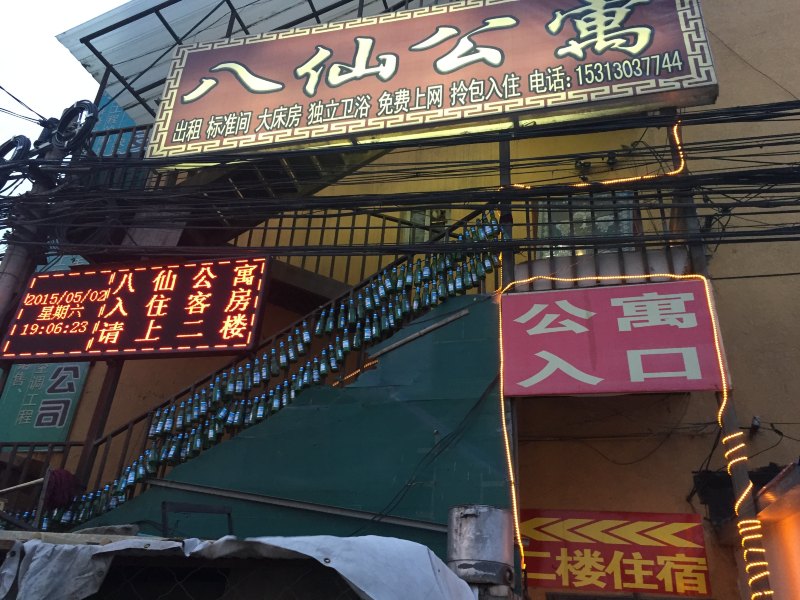 八仙公寓
出租 标准间 大床房 独立卫浴 免费上网 拎包入住 电话:15313037744
2015/05/02
星期六
19:06:23
八仙公寓
入住客房
请上二楼
公寓
入口
公司
调工程
二楼住宿